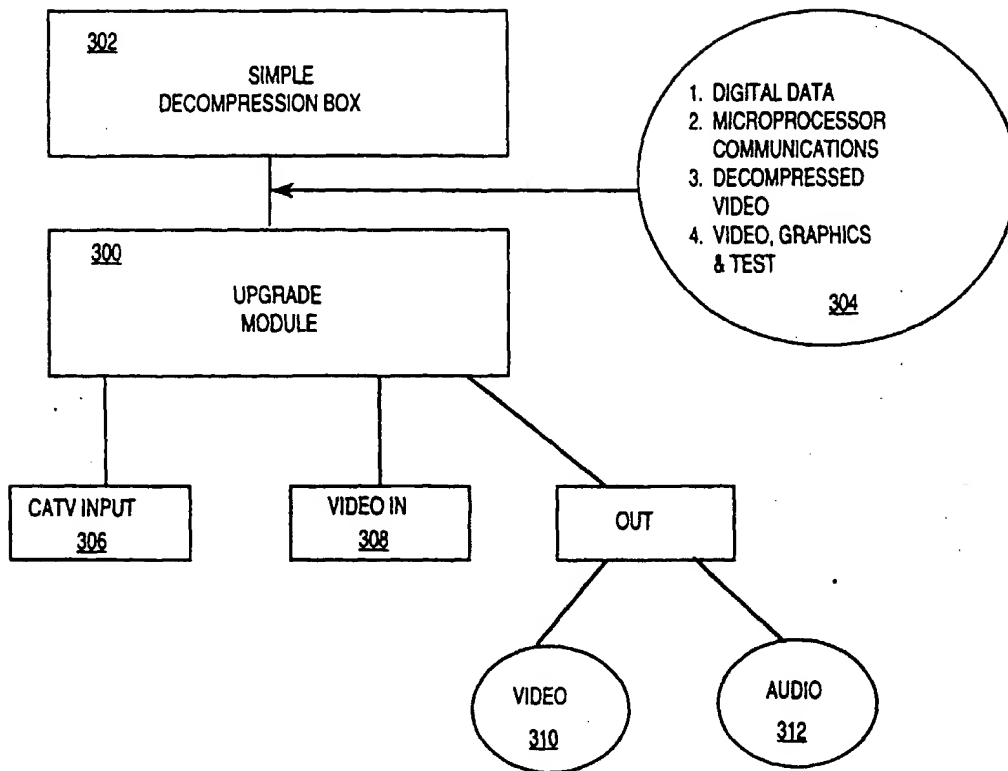 302
SIMPLE
DECOMPRESSION BOX
1. DIGITAL DATA
2. MICROPROCESSOR
COMMUNICATIONS
3. DECOMPRESSED
VIDEO
4. VIDEO, GRAPHICS
& TEST
304
300
UPGRADE
MODULE
CATV INPUT
306
VIDEO IN
308
OUT
VIDEO
310
AUDIO
312